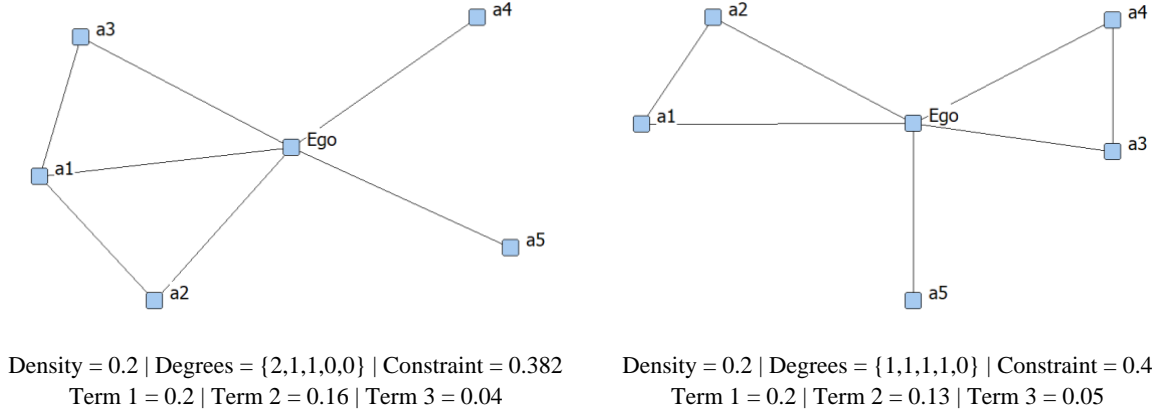 a3
a4
Ego
a1
a5
a2
Density = 0.2 | Degrees = {2,1,1,0,0} | Constraint = 0.382
Term 1 = 0.2 | Term 2 = 0.16 | Term 3 = 0.04
a2
a4
a1
Ego
a3
a5
Density = 0.2 | Degrees = {1,1,1,1,0} | Constraint = 0.4
Term 1 = 0.2 | Term 2 = 0.13 | Term 3 = 0.05